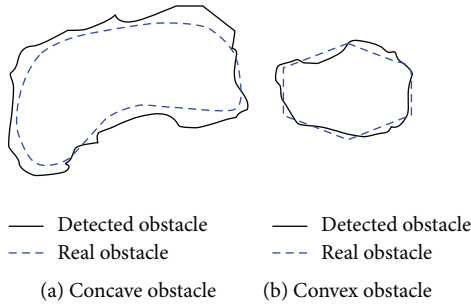 Detected obstacle
Real obstacle
(a) Concave obstacle
Detected obstacle
Real obstacle
(b) Convex obstacle